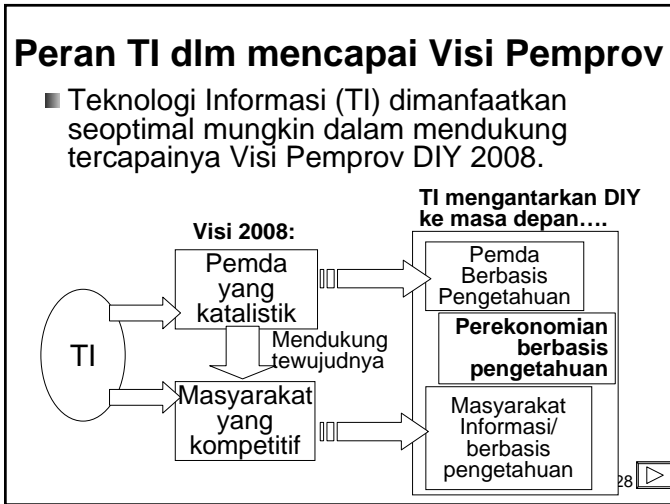 Peran TI dlm mencapai Visi Pemprov
Teknologi Informasi (TI) dimanfaatkan
seoptimal mungkin dalam mendukung
tercapainya Visi Pemprov DIY 2008.
TI mengantarkan DIY
ke masa depan....
Visi 2008:
Pemda
yang
katalistik
Pemda
Berbasis
Pengetahuan
TI
Mendukung
tewujudnya
Perekonomian
berbasis
pengetahuan
Masyarakat
yang
kompetitif
Masyarakat
Informasi/
berbasis
pengetahuan
28